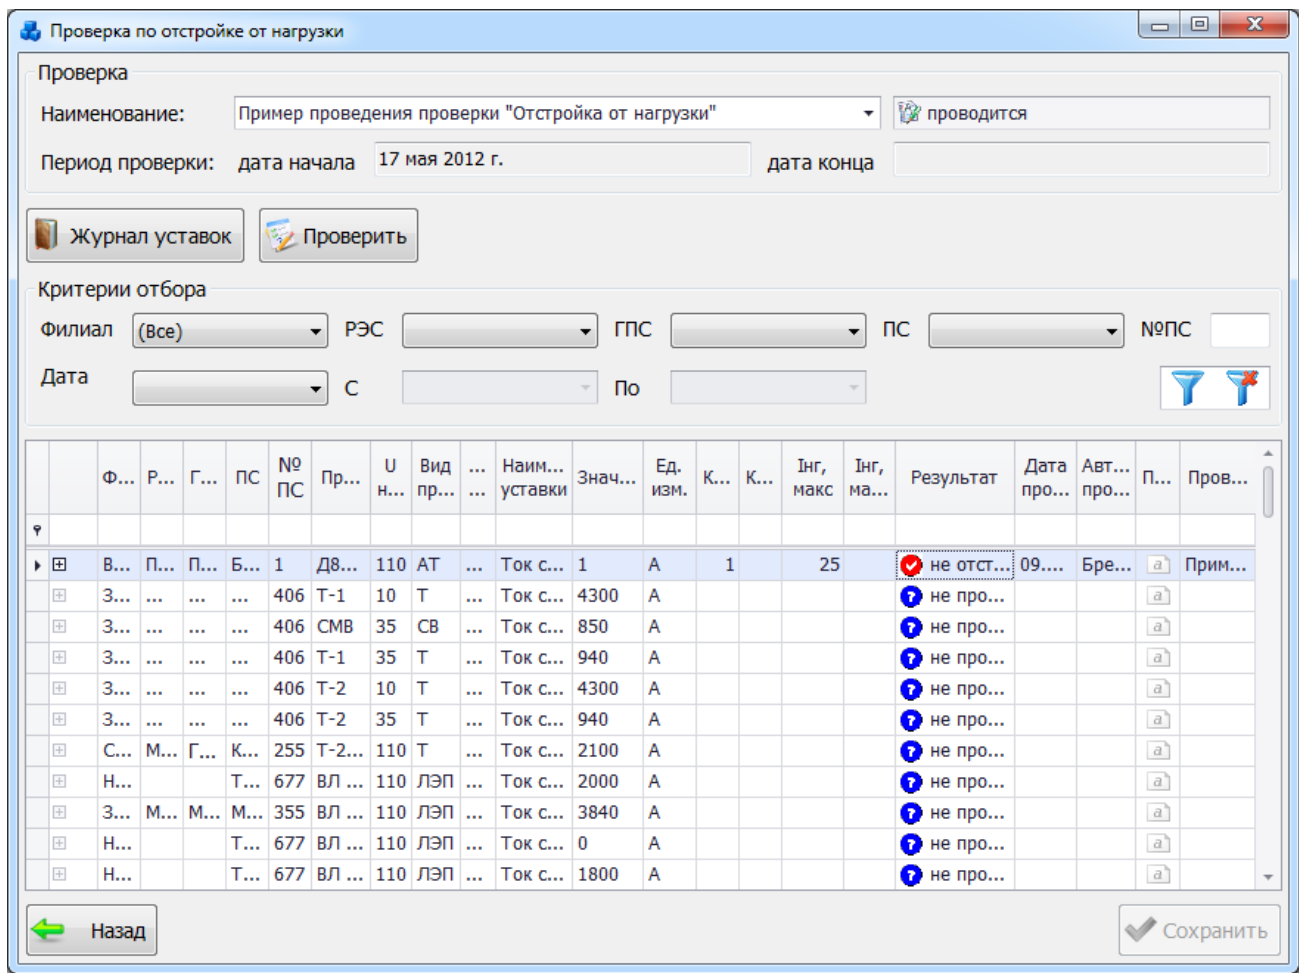 Проверка по отстройке от нагрузки
Проверка
Наименование: Пример проведения проверки "Отстройка от нагрузки" проводится
Период проверки: дата начала 17 мая 2012 г. дата конца
Журнал уставок Проверить
Критерии отбора
Филиал (Все) РЭС ГПС ПС №ПС
Дата С По
Ф... Р... Г... ПС № ПС Пр... U н... Вид пр... ... ... Наим... уставки Знач... Ед. изм. К... К... Iнг, макс Iнг, ма... Результат Дата про... Авт... про... П... Пров...
В... П... П... Б... 1 Д8... 110 АТ ... Ток с... 1 А 1 25 не отст... 09.... Бре... а Прим...
З... ... ... ... 406 Т-1 10 Т ... Ток с... 4300 А не про... а
З... ... ... ... 406 СМВ 35 СВ ... Ток с... 850 А не про... а
З... ... ... ... 406 Т-1 35 Т ... Ток с... 940 А не про... а
З... ... ... ... 406 Т-2 10 Т ... Ток с... 4300 А не про... а
З... ... ... ... 406 Т-2 35 Т ... Ток с... 940 А не про... а
С... М... Г... К... 255 Т-2... 110 Т ... Ток с... 2100 А не про... а
Н... Т... 677 ВЛ ... 110 ЛЭП ... Ток с... 2000 А не про... а
З... М... М... М... 355 ВЛ ... 110 ЛЭП ... Ток с... 3840 А не про... а
Н... Т... 677 ВЛ ... 110 ЛЭП ... Ток с... 0 А не про... а
Н... Т... 677 ВЛ ... 110 ЛЭП ... Ток с... 1800 А не про... а
Назад Сохранить